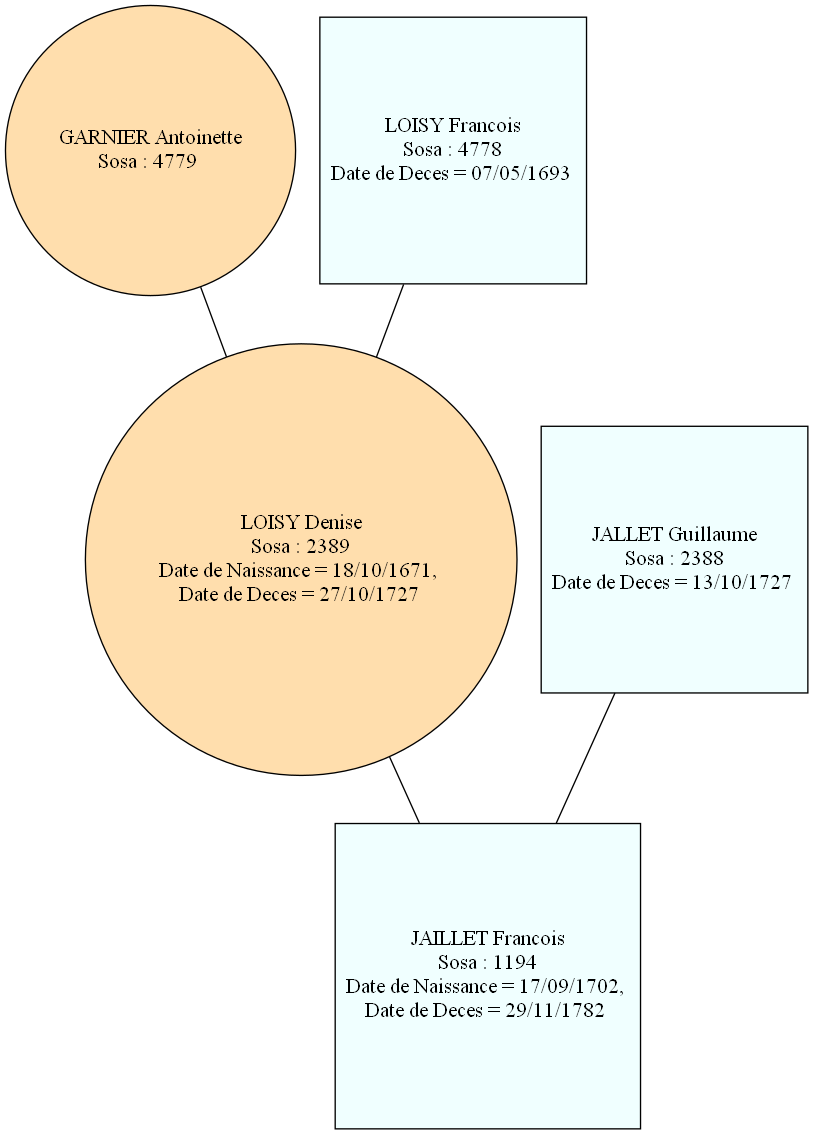 GARNIER Antoinette
Sosa : 4779
LOISY Francois
Sosa : 4778
Date de Deces = 07/05/1693
LOISY Denise
Sosa : 2389
Date de Naissance = 18/10/1671,
Date de Deces = 27/10/1727
JALLET Guillaume
Sosa : 2388
Date de Deces = 13/10/1727
JAILLET Francois
Sosa : 1194
Date de Naissance = 17/09/1702,
Date de Deces = 29/11/1782